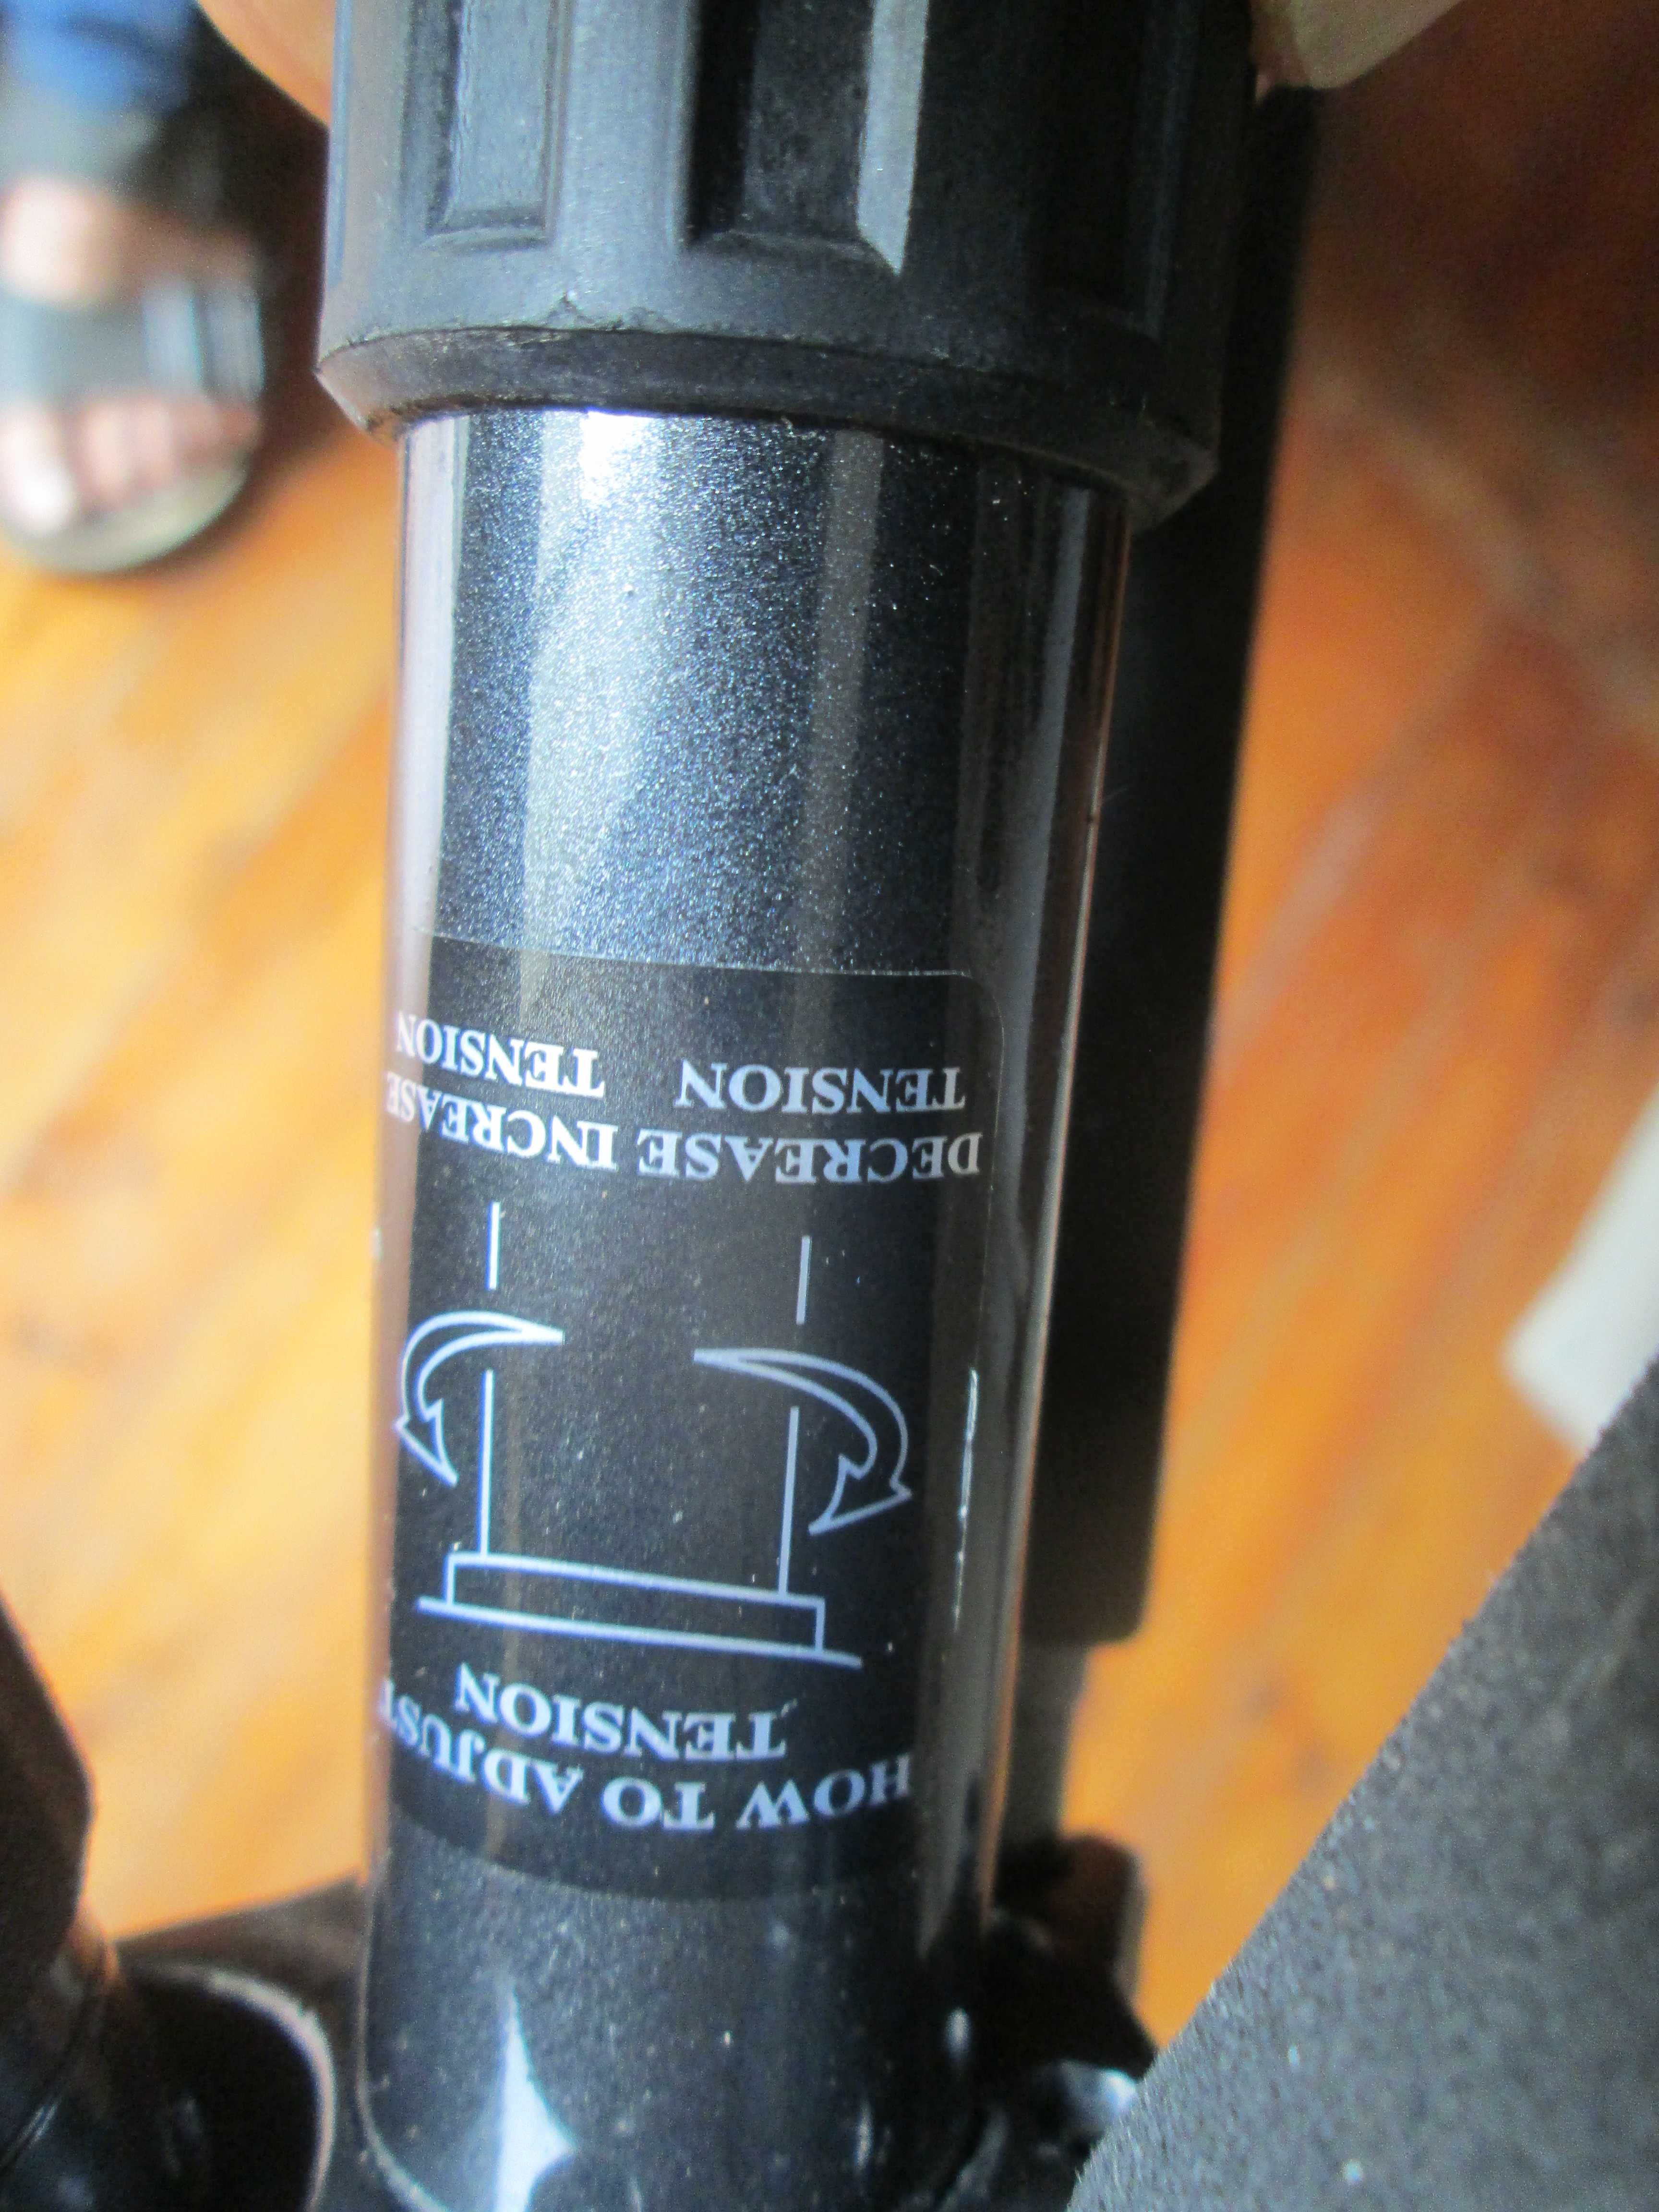 HOW TO ADJUST
TENSION
DECREASE INCREASE
TENSION TENSION